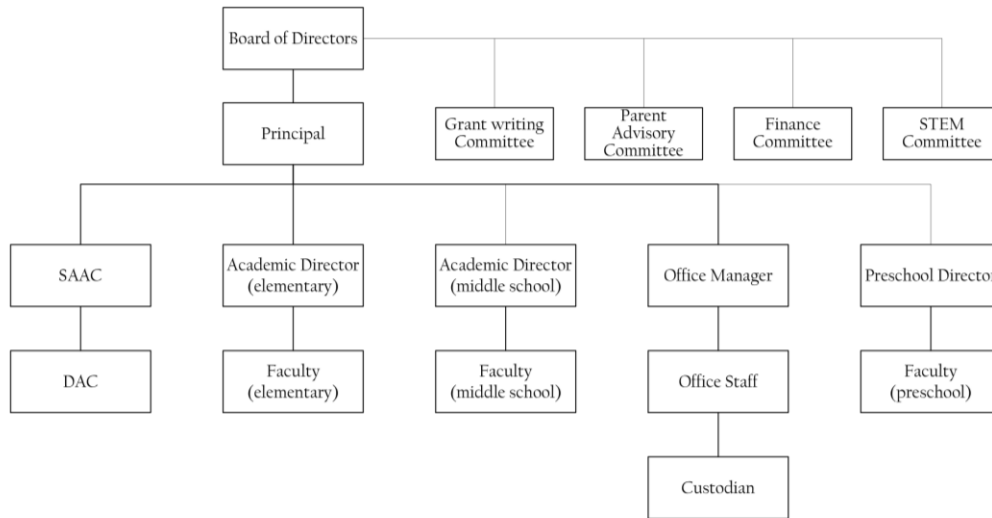 Board of Directors
Principal
Grant writing
Committee
Parent
Advisory
Committee
Finance
Committee
STEM
Committee
SAAC
Academic Director
(elementary)
Academic Director
(middle school)
Office Manager
Preschool Director
DAC
Faculty
(elementary)
Faculty
(middle school)
Office Staff
Faculty
(preschool)
Custodian